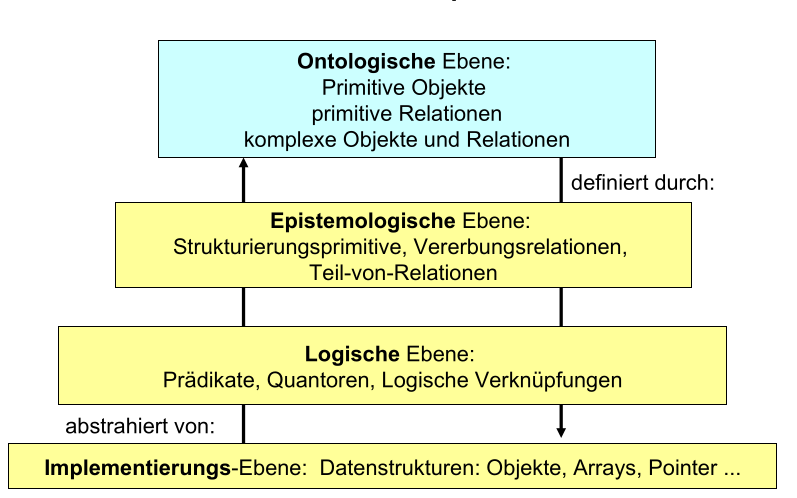 Ontologische Ebene:
Primitive Objekte
primitive Relationen
komplexe Objekte und Relationen
definiert durch:
Epistemologische Ebene:
Strukturierungsprimitive, Vererbungsrelationen,
Teil-von-Relationen
Logische Ebene:
Prädikate, Quantoren, Logische Verknüpfungen
abstrahiert von:
Implementierungs-Ebene: Datenstrukturen: Objekte, Arrays, Pointer ...